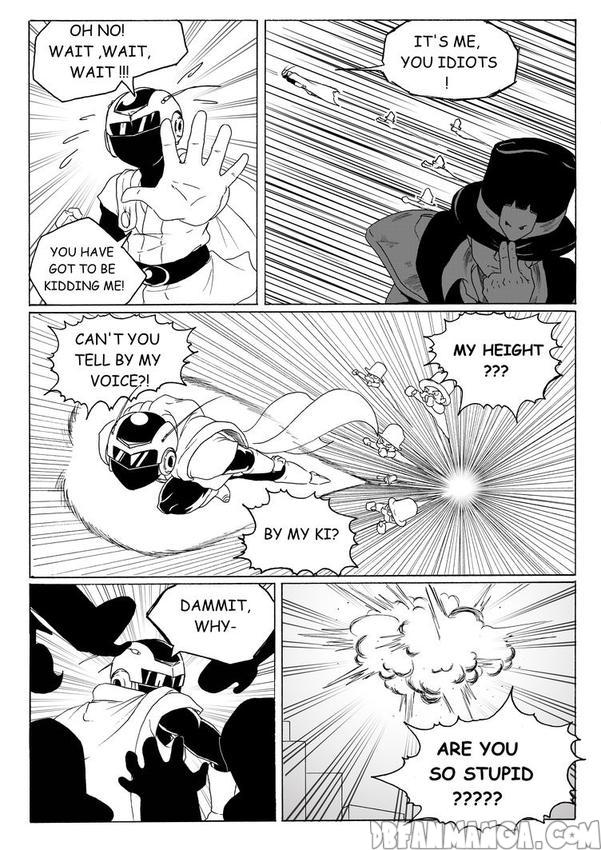 OH NO!
WAIT ,WAIT,
WAIT !!!
YOU HAVE
GOT TO BE
KIDDING ME!
IT'S ME,
YOU IDIOTS
!
CAN'T YOU
TELL BY MY
VOICE?!
MY HEIGHT
???
BY MY KI?
DAMMIT,
WHY-
ARE YOU
SO STUPID
?????
DBFANMANGA.COM